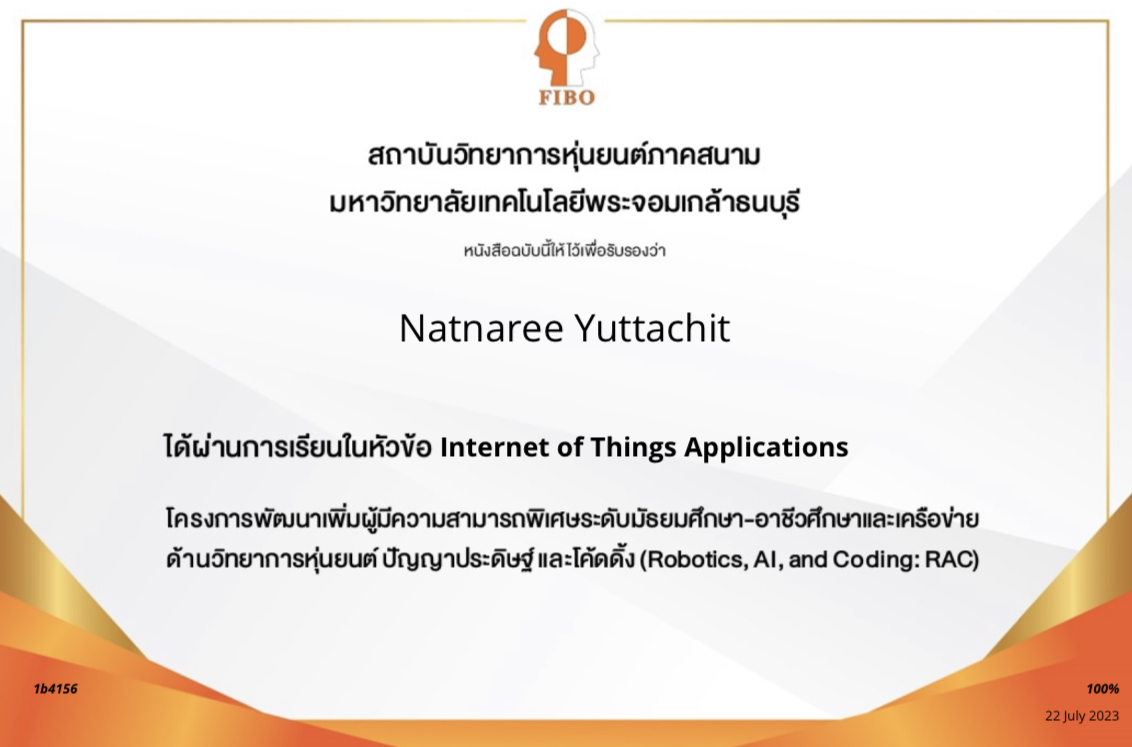 FIBO
สถาบันวิทยาการหุ่นยนต์ภาคสนาม
มหาวิทยาลัยเทคโนโลยีพระจอมเกล้าธนบุรี
หนังสือฉบับนี้ให้ไว้เพื่อรับรองว่า
Natnaree Yuttachit
ได้ผ่านการเรียนในหัวข้อ Internet of Things Applications
โครงการพัฒนาเพิ่มผู้มีความสามารถพิเศษระดับมัธยมศึกษา-อาชีวศึกษาและเครือข่าย
ด้านวิทยาการหุ่นยนต์ ปัญญาประดิษฐ์ และโค้ดดิ้ง (Robotics, AI, and Coding: RAC)
1b4156
100%
22 July 2023